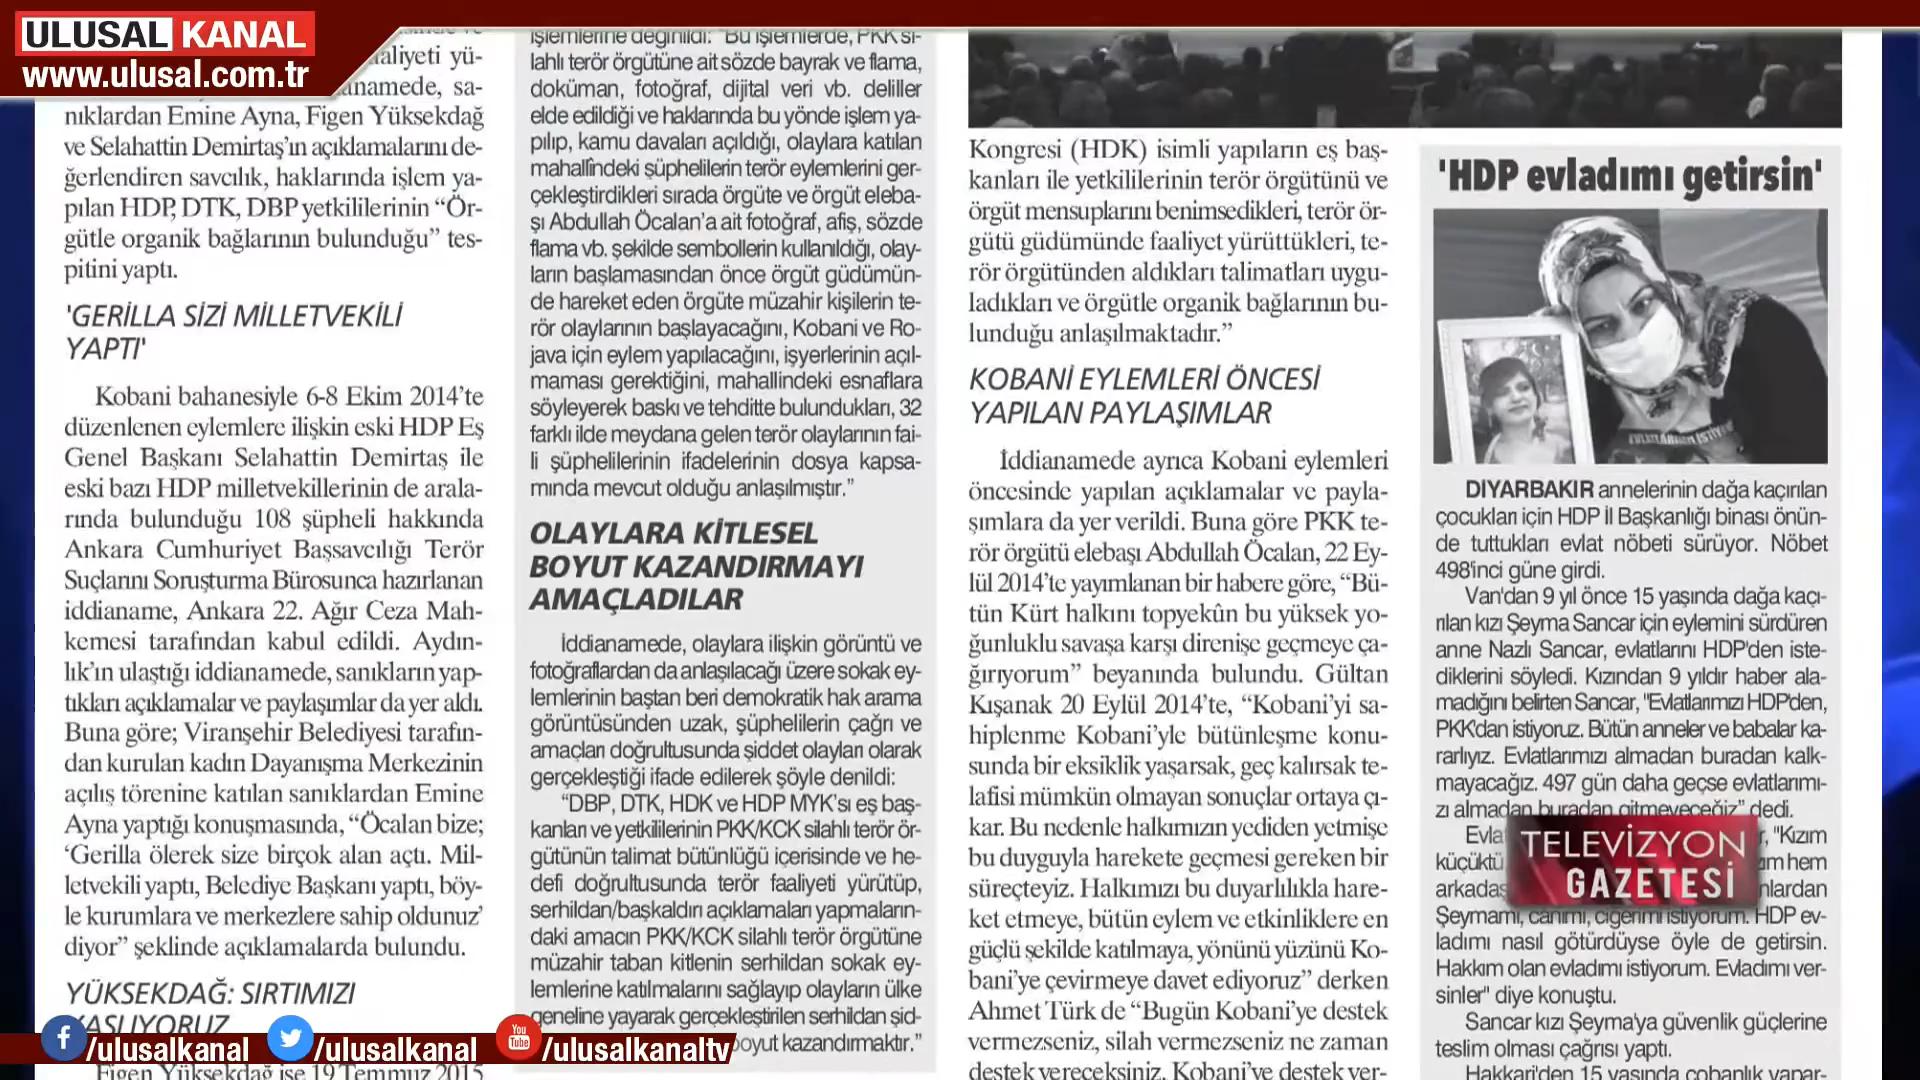 ULUSAL KANAL
www.ulusal.com.tr
aaliyeti yü-
anamede, sa-
nıklardan Emine Ayna, Figen Yüksekdağ
ve Selahattin Demirtaş’ın açıklamalarını de-
ğerlendiren savcılık, haklarında işlem ya-
pılan HDP, DTK, DBP yetkililerinin “Ör-
gütle organik bağlarının bulunduğu” tes-
pitini yaptı.
'GERİLLA SİZİ MİLLETVEKİLİ
YAPTI'
Kobani bahanesiyle 6-8 Ekim 2014’te
düzenlenen eylemlere ilişkin eski HDP Eş
Genel Başkanı Selahattin Demirtaş ile
eski bazı HDP milletvekillerinin de arala-
rında bulunduğu 108 şüpheli hakkında
Ankara Cumhuriyet Başsavcılığı Terör
Suçlarını Soruşturma Bürosunca hazırlanan
iddianame, Ankara 22. Ağır Ceza Mah-
kemesi tarafından kabul edildi. Aydın-
lık’ın ulaştığı iddianamede, sanıkların yap-
tıkları açıklamalar ve paylaşımlar da yer aldı.
Buna göre; Viranşehir Belediyesi tarafın-
dan kurulan kadın Dayanışma Merkezinin
açılış törenine katılan sanıklardan Emine
Ayna yaptığı konuşmasında, “Öcalan bize;
‘Gerilla ölerek size birçok alan açtı. Mil-
letvekili yaptı, Belediye Başkanı yaptı, böy-
le kurumlara ve merkezlere sahip oldunuz’
diyor” şeklinde açıklamalarda bulundu.
YÜKSEKDAĞ: SIRTIMIZI
YASLIYORUZ
Figen Yüksekdağ ise 19 Temmuz 2015
işlemlerine değinildi: “Bu işlemlerde, PKK si-
lahlı terör örgütüne ait sözde bayrak ve flama,
doküman, fotoğraf, dijital veri vb. deliller
elde edildiği ve haklarında bu yönde işlem ya-
pılıp, kamu davaları açıldığı, olaylara katılan
mahallindeki şüphelilerin terör eylemlerini ger-
çekleştirdikleri sırada örgüte ve örgüt eleba-
şı Abdullah Öcalan’a ait fotoğraf, afiş, sözde
flama vb. şekilde sembollerin kullanıldığı, olay-
ların başlamasından önce örgüt güdümün-
de hareket eden örgüte müzahir kişilerin te-
rör olaylarının başlayacağını, Kobani ve Ro-
java için eylem yapılacağını, işyerlerinin açıl-
maması gerektiğini, mahallindeki esnaflara
söyleyerek baskı ve tehditte bulundukları, 32
farklı ilde meydana gelen terör olaylarının fai-
li şüphelilerinin ifadelerinin dosya kapsa-
mında mevcut olduğu anlaşılmıştır.”
OLAYLARA KİTLESEL
BOYUT KAZANDIRMAYI
AMAÇLADILAR
İddianamede, olaylara ilişkin görüntü ve
fotoğraflardan da anlaşılacağı üzere sokak ey-
lemlerinin baştan beri demokratik hak arama
görüntüsünden uzak, şüphelilerin çağrı ve
amaçları doğrultusunda şiddet olayları olarak
gerçekleştiği ifade edilerek şöyle denildi:
“DBP, DTK, HDK ve HDP MYK’sı eş baş-
kanları ve yetkililerinin PKK/KCK silahlı terör ör-
gütünün talimat bütünlüğü içerisinde ve he-
defi doğrultusunda terör faaliyeti yürütüp,
serhildan/başkaldırı açıklamaları yapmaların-
daki amacın PKK/KCK silahlı terör örgütüne
müzahir taban kitlenin serhildan sokak ey-
lemlerine katılmalarını sağlayıp olayların ülke
geneline yayarak gerçekleştirilen serhildan şid-
boyut kazandırmaktır.”
Kongresi (HDK) isimli yapıların eş baş-
kanları ile yetkililerinin terör örgütünü ve
örgüt mensuplarını benimsedikleri, terör ör-
gütü güdümünde faaliyet yürüttükleri, te-
rör örgütünden aldıkları talimatları uygu-
ladıkları ve örgütle organik bağlarının bu-
lunduğu anlaşılmaktadır.”
KOBANİ EYLEMLERİ ÖNCESİ
YAPILAN PAYLAŞIMLAR
İddianamede ayrıca Kobani eylemleri
öncesinde yapılan açıklamalar ve payla-
şımlara da yer verildi. Buna göre PKK te-
rör örgütü elebaşı Abdullah Öcalan, 22 Ey-
lül 2014’te yayımlanan bir habere göre, “Bü-
tün Kürt halkını topyekûn bu yüksek yo-
ğunluklu savaşa karşı direnişe geçmeye ça-
ğırıyorum” beyanında bulundu. Gültan
Kışanak 20 Eylül 2014’te, “Kobani’yi sa-
hiplenme Kobani’yle bütünleşme konu-
sunda bir eksiklik yaşarsak, geç kalırsak te-
lafisi mümkün olmayan sonuçlar ortaya çı-
kar. Bu nedenle halkımızın yediden yetmişe
bu duyguyla harekete geçmesi gereken bir
süreçteyiz. Halkımızı bu duyarlılıkla hare-
ket etmeye, bütün eylem ve etkinliklere en
güçlü şekilde katılmaya, yönünü yüzünü Ko-
bani’ye çevirmeye davet ediyoruz” derken
Ahmet Türk de “Bugün Kobani’ye destek
vermezseniz, silah vermezseniz ne zaman
destek vereceksiniz. Kobani’ye destek ver-
'HDP evladımı getirsin'
DİYARBAKIR annelerinin dağa kaçırılan
çocukları için HDP İl Başkanlığı binası önün-
de tuttukları evlat nöbeti sürüyor. Nöbet
498'inci güne girdi.
Van'dan 9 yıl önce 15 yaşında dağa kaçı-
rılan kızı Şeyma Sancar için eylemini sürdüren
anne Nazlı Sancar, evlatlarını HDP'den iste-
diklerini söyledi. Kızından 9 yıldır haber ala-
madığını belirten Sancar, "Evlatlarımızı HDP'den,
PKK'dan istiyoruz. Bütün anneler ve babalar ka-
rarlıyız. Evlatlarımızı almadan buradan kalk-
mayacağız. 497 gün daha geçse evlatlarımı-
zı almadan buradan gitmeyeceğiz” dedi.
Evla "Kızım
küçüktü ım hem
arkadaş nlardan
Şeymamı, canımı, ciğerimi istiyorum. HDP ev-
ladımı nasıl götürdüyse öyle de getirsin.
Hakkım olan evladımı istiyorum. Evladımı ver-
sinler" diye konuştu.
Sancar kızı Şeyma'ya güvenlik güçlerine
teslim olması çağrısı yaptı.
Hakkari'den 15 yaşında çobanlık yapar-
TELEVİZYON
GAZETESİ
/ulusalkanal
/ulusalkanal
You Tube
/ulusalkanaltv